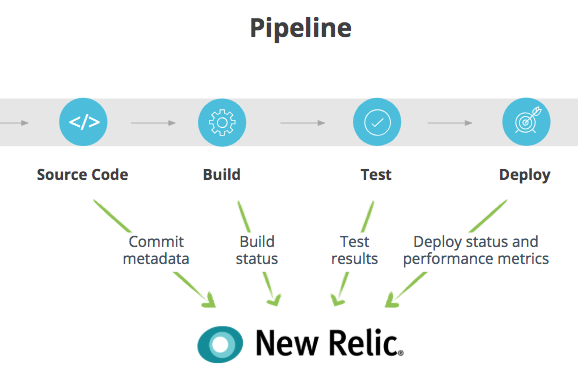 Pipeline
</>
Source Code
Build
Test
Deploy
Commit
metadata
Build
status
Test
results
Deploy status and
performance metrics
New Relic®